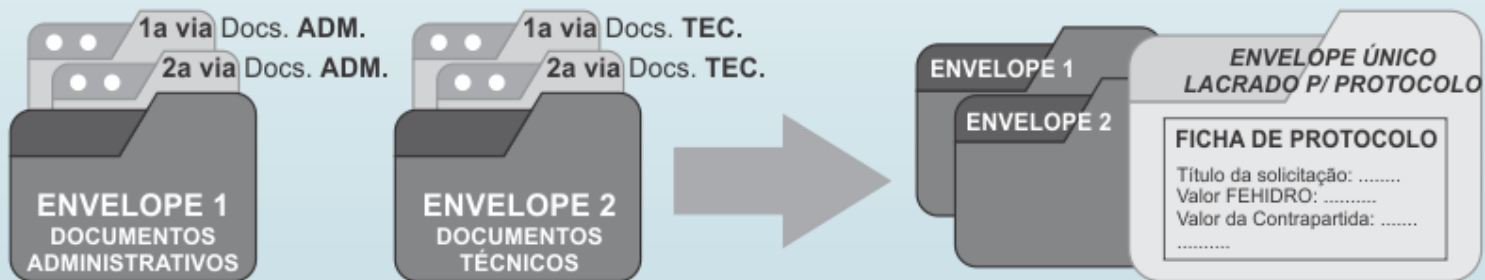 1a via Docs. ADM.
2a via Docs. ADM.
ENVELOPE 1
DOCUMENTOS
ADMINISTRATIVOS
1a via Docs. TEC.
2a via Docs. TEC.
ENVELOPE 2
DOCUMENTOS
TÉCNICOS
ENVELOPE 1
ENVELOPE 2
ENVELOPE ÚNICO
LACRADO P/ PROTOCOLO
FICHA DE PROTOCOLO
Título da solicitação: ........
Valor FEHIDRO: ..........
Valor da Contrapartida: .......
..........